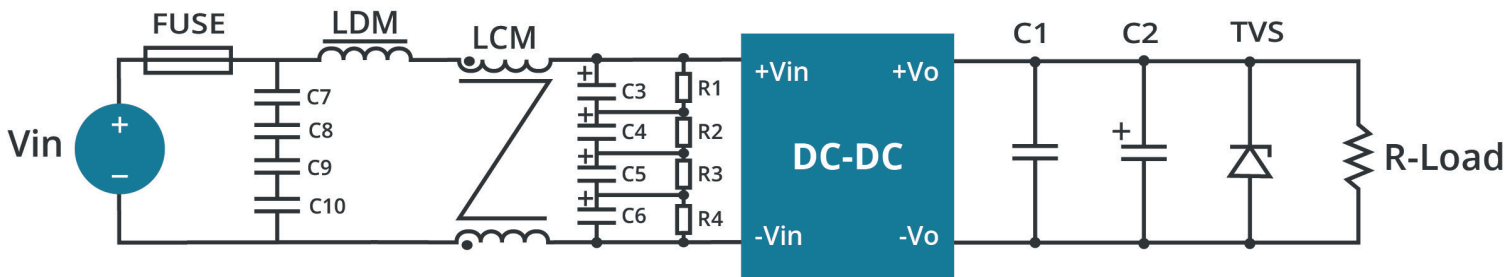 FUSE
LDM
LCM
C1
C2
TVS
C7
C8
C9
C10
C3
C4
C5
C6
R1
R2
R3
R4
+Vin
+Vo
DC-DC
-Vin
-Vo
Vin
+
−
+
+
+
+
+
R-Load